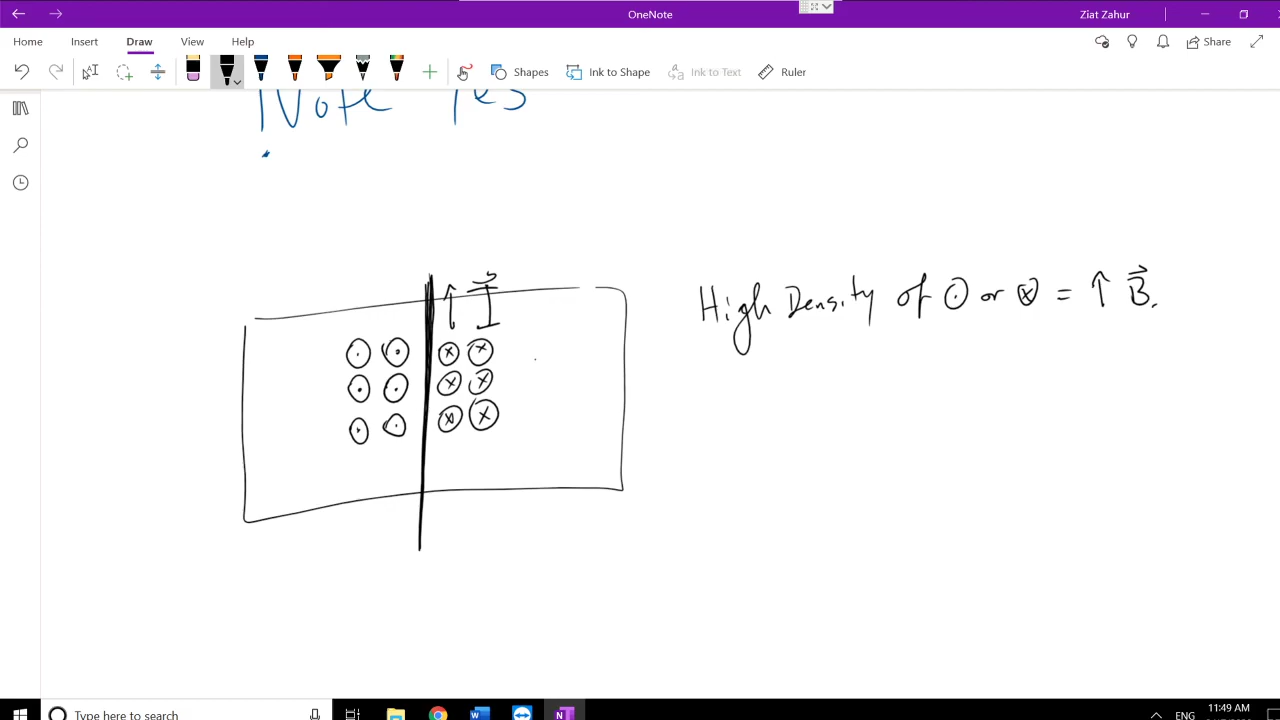 OneNote
Ziat Zahur
Home Insert Draw View Help
Share
Shapes Ink to Shape Ink to Text Ruler
Note Yes
↑ I⃗
High Density of ⊙ or ⊗ = ↑ B⃗.
Type here to search
ENG
11:49 AM